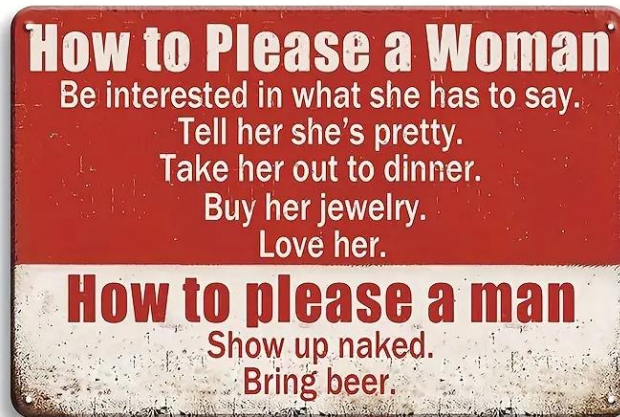 How to Please a Woman
Be interested in what she has to say.
Tell her she's pretty.
Take her out to dinner.
Buy her jewelry.
Love her.
How to please a man
Show up naked.
Bring beer.